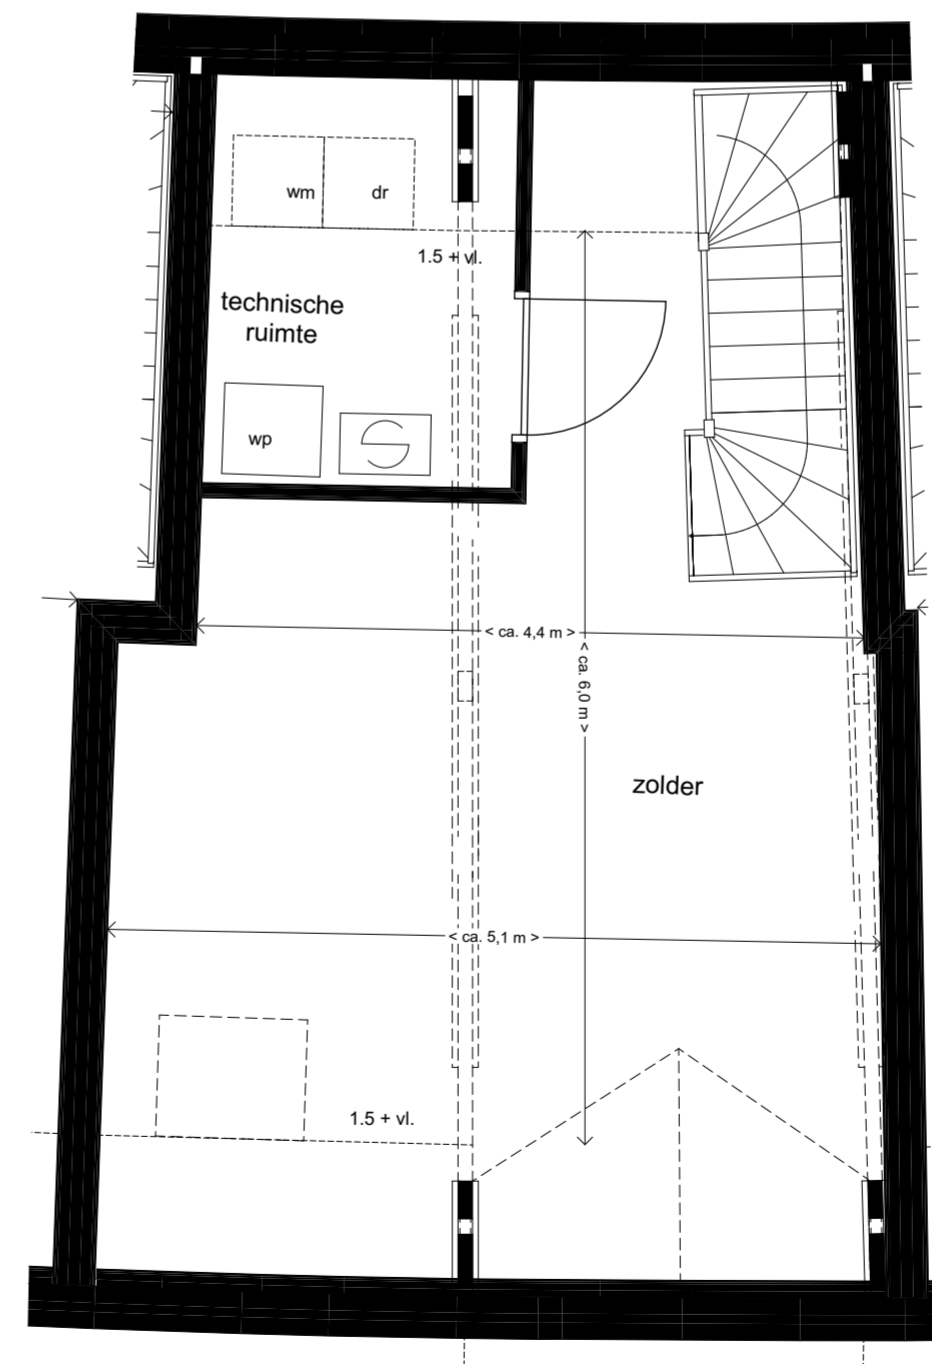 wm
dr
1.5 + vl.
technische
ruimte
wp
< ca. 4,4 m >
< ca. 6,0 m >
zolder
< ca. 5,1 m >
1.5 + vl.